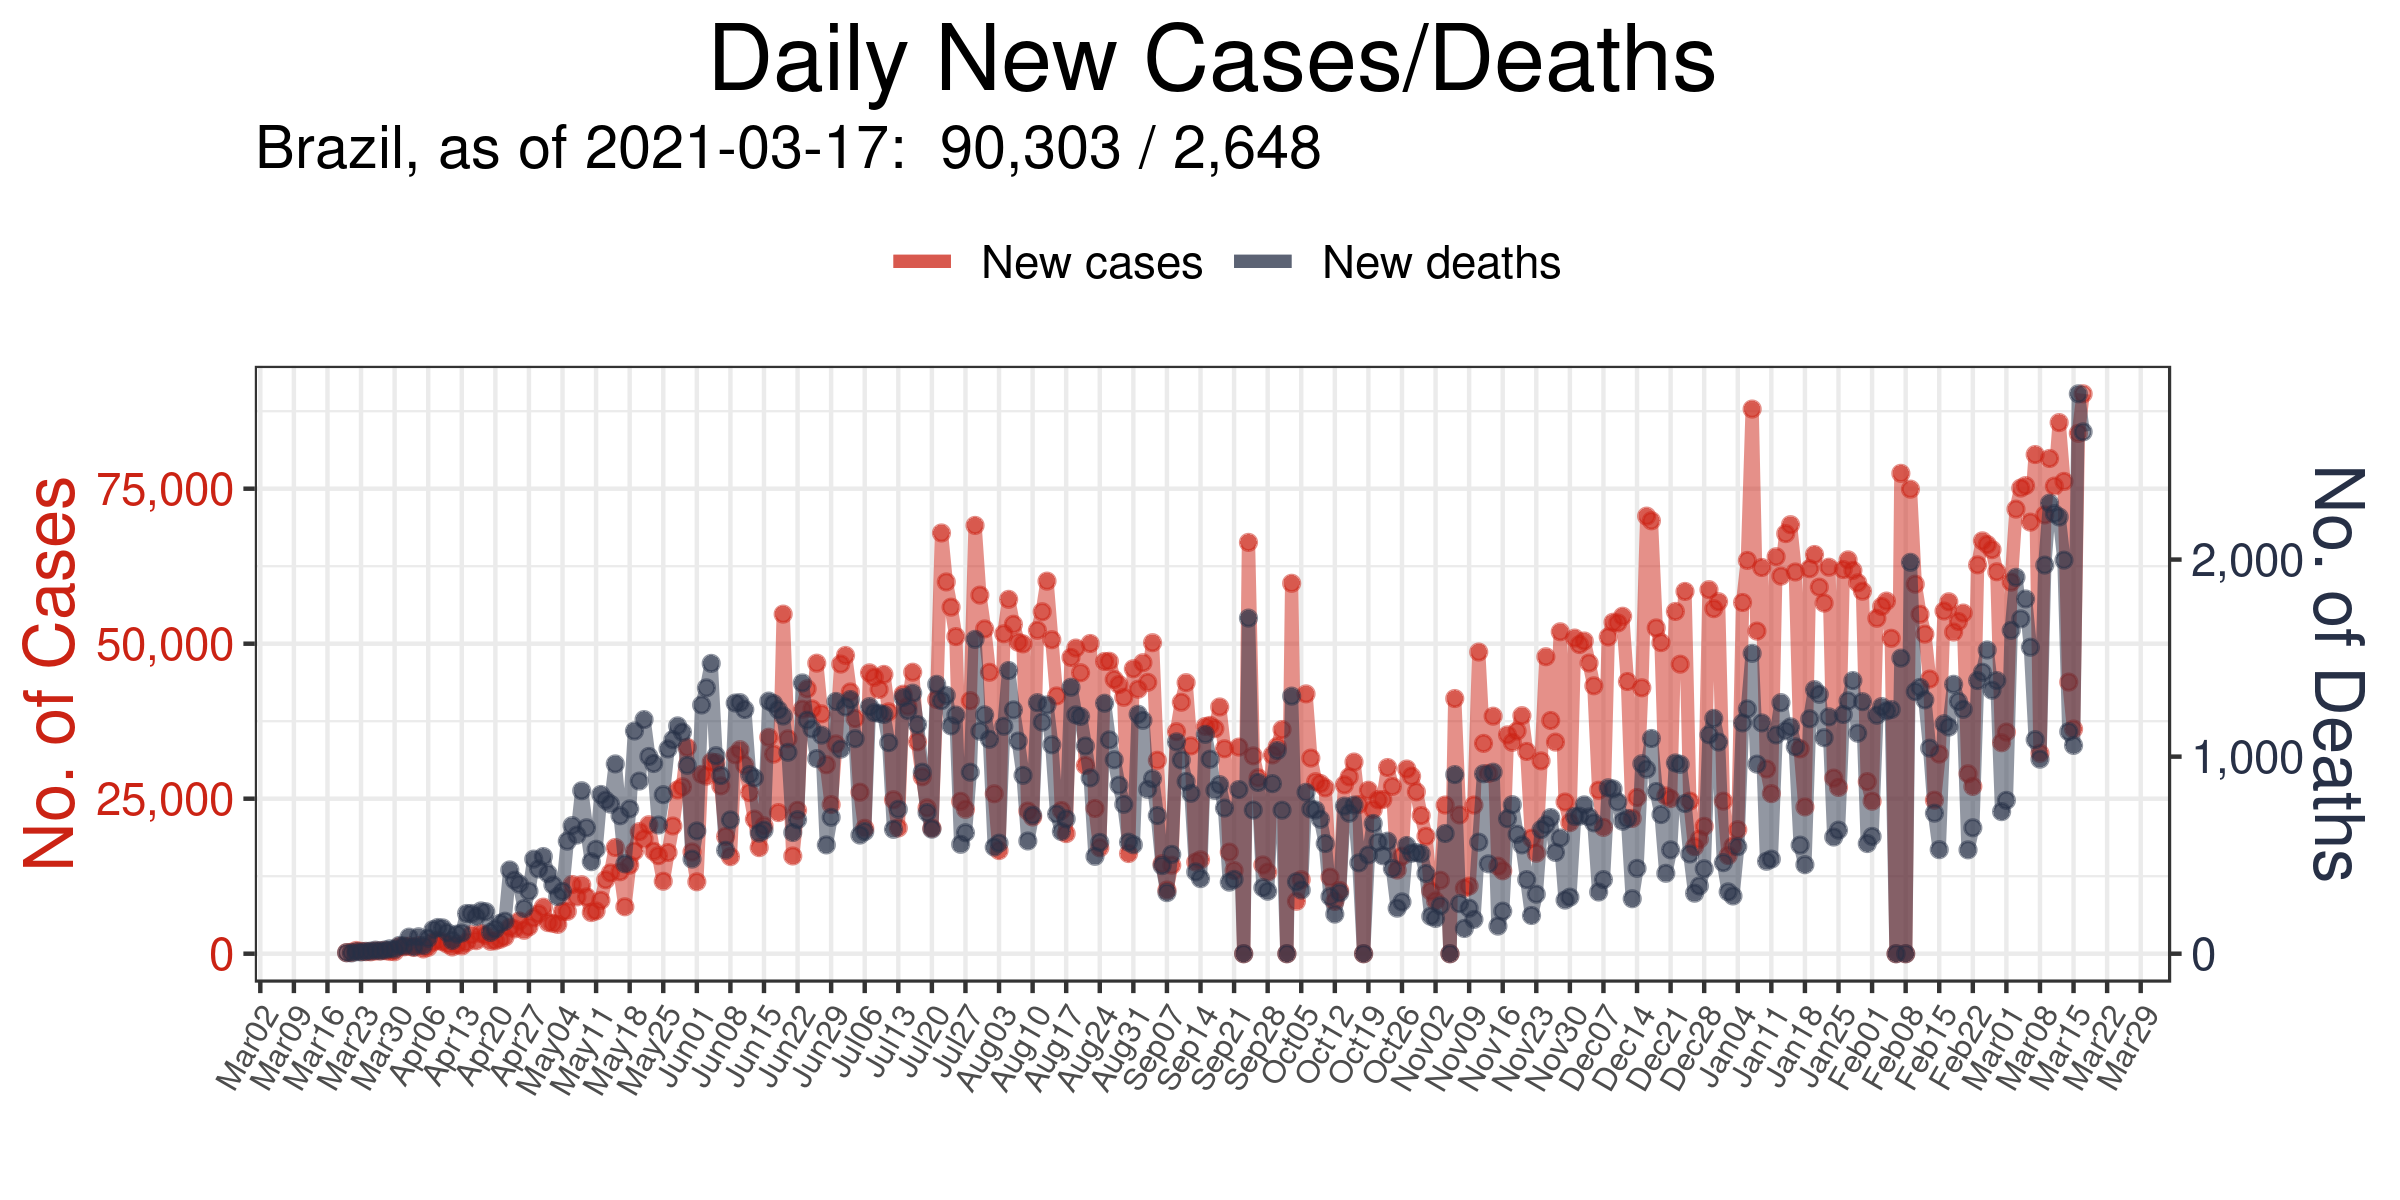 Daily New Cases/Deaths
Brazil, as of 2021-03-17:  90,303 / 2,648
New cases
New deaths
No. of Cases
75,000
50,000
25,000
0
No. of Deaths
2,000
1,000
0
Mar02
Mar09
Mar16
Mar23
Mar30
Apr06
Apr13
Apr20
Apr27
May04
May11
May18
May25
Jun01
Jun08
Jun15
Jun22
Jun29
Jul06
Jul13
Jul20
Jul27
Aug03
Aug10
Aug17
Aug24
Aug31
Sep07
Sep14
Sep21
Sep28
Oct05
Oct12
Oct19
Oct26
Nov02
Nov09
Nov16
Nov23
Nov30
Dec07
Dec14
Dec21
Dec28
Jan04
Jan11
Jan18
Jan25
Feb01
Feb08
Feb15
Feb22
Mar01
Mar08
Mar15
Mar22
Mar29